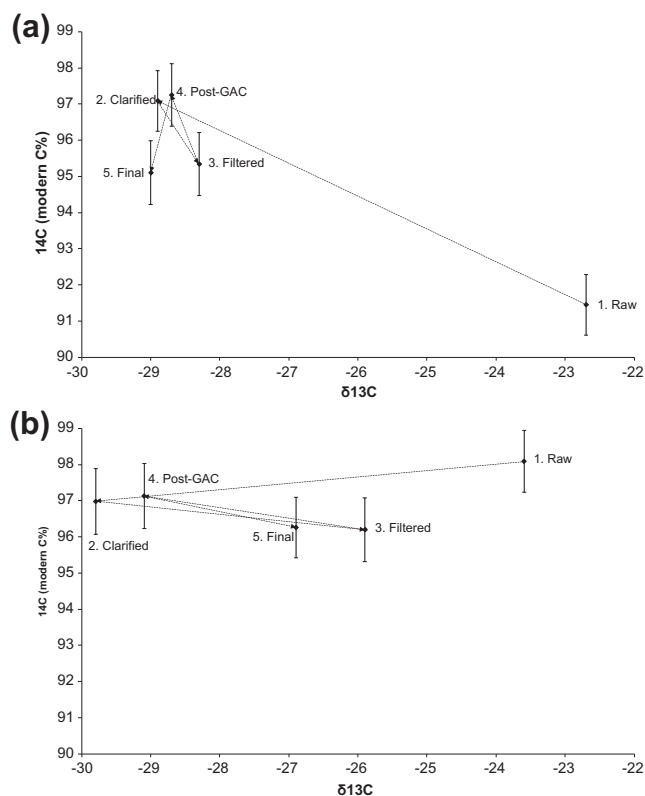 (a)
99
98
97
96
95
94
93
92
91
90
14C (modern C%)
2. Clarified
4. Post-GAC
3. Filtered
5. Final
1. Raw
-30 -29 -28 -27 -26 -25 -24 -23 -22
δ13C
(b)
99
98
97
96
95
94
93
92
91
90
14C (modern C%)
1. Raw
4. Post-GAC
2. Clarified
5. Final
3. Filtered
-30 -29 -28 -27 -26 -25 -24 -23 -22
δ13C